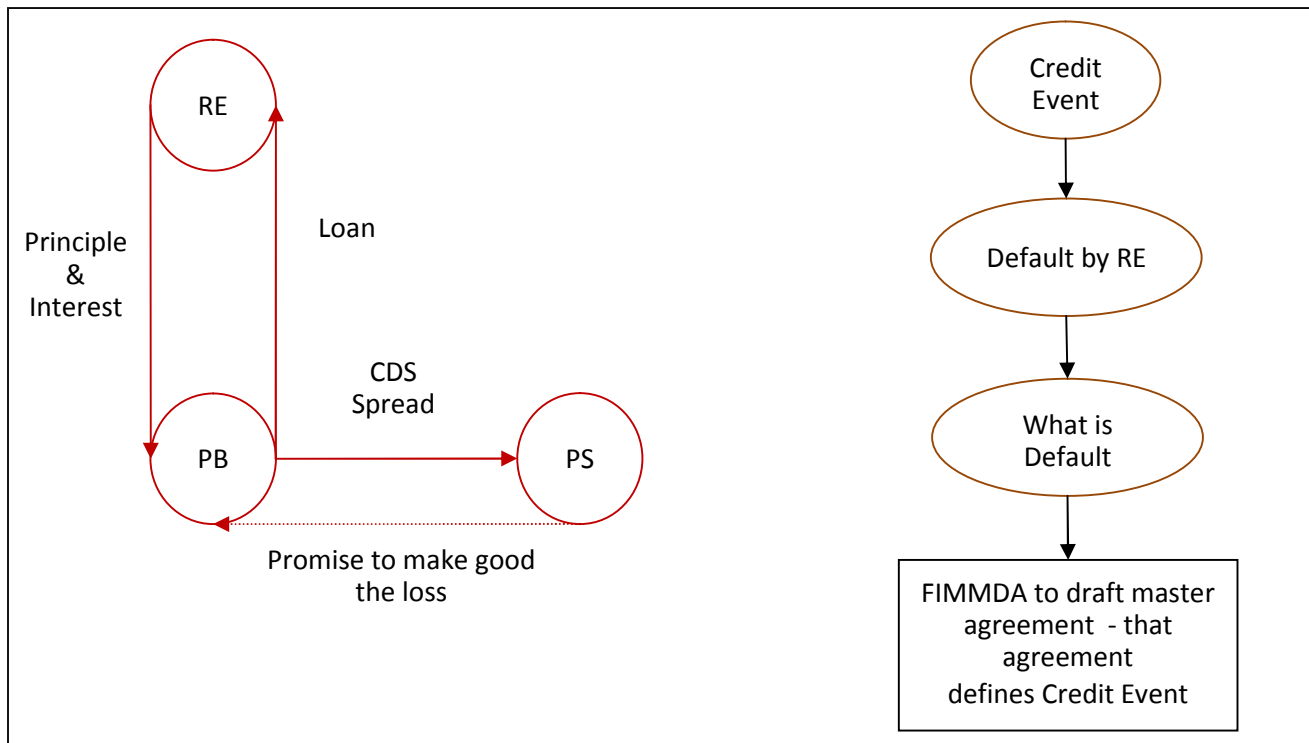 RE
Principle
&
Interest
Loan
CDS
Spread
PB
PS
Promise to make good
the loss
Credit
Event
Default by RE
What is
Default
FIMMDA to draft master
agreement - that
agreement
defines Credit Event